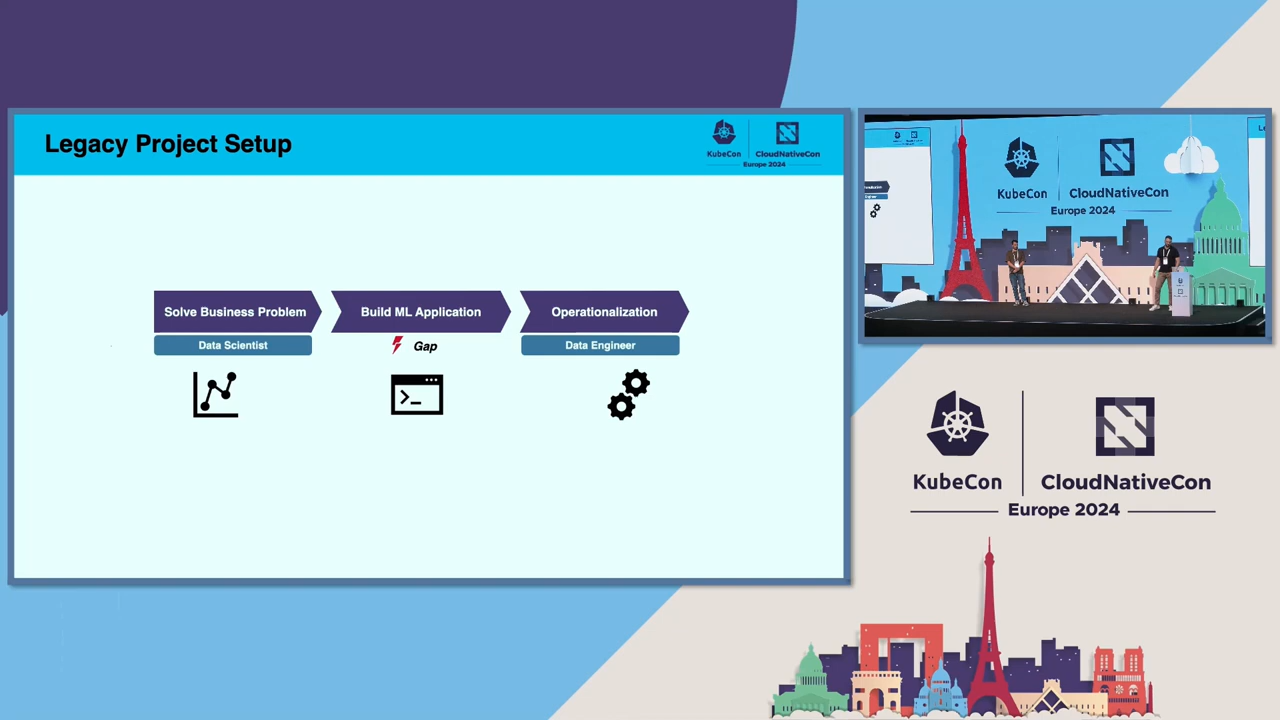 Legacy Project Setup
KubeCon
CloudNativeCon
Europe 2024
Solve Business Problem
Build ML Application
Operationalization
Data Scientist
Gap
Data Engineer
KubeCon
CloudNativeCon
Europe 2024
KubeCon
CloudNativeCon
Europe 2024